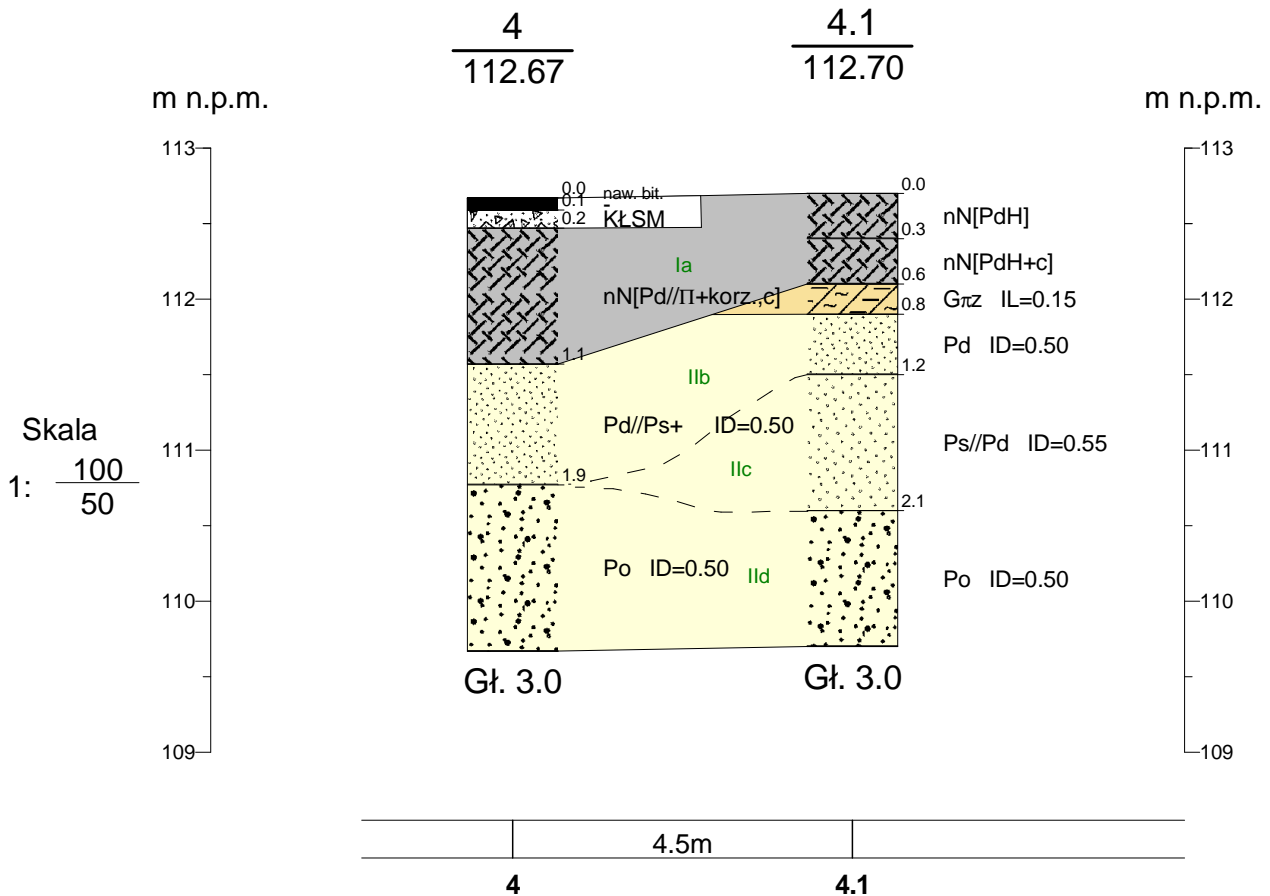 4
112.67
4.1
112.70
m n.p.m.
m n.p.m.
113
113
0.0
naw. bit.
0.1
0.2
KŁSM
0.0
nN[PdH]
0.3
nN[PdH+c]
0.6
Ia
112
nN[Pd//Π+korz.,c]
0.8
Gπz IL=0.15
112
Pd ID=0.50
1.1
1.2
IIb
Skala
1: 100
50
Pd//Ps+ ID=0.50
111
111
Ps//Pd ID=0.55
IIc
1.9
2.1
Po ID=0.50
IId
Po ID=0.50
110
110
Gł. 3.0
Gł. 3.0
109
109
4.5m
4
4.1